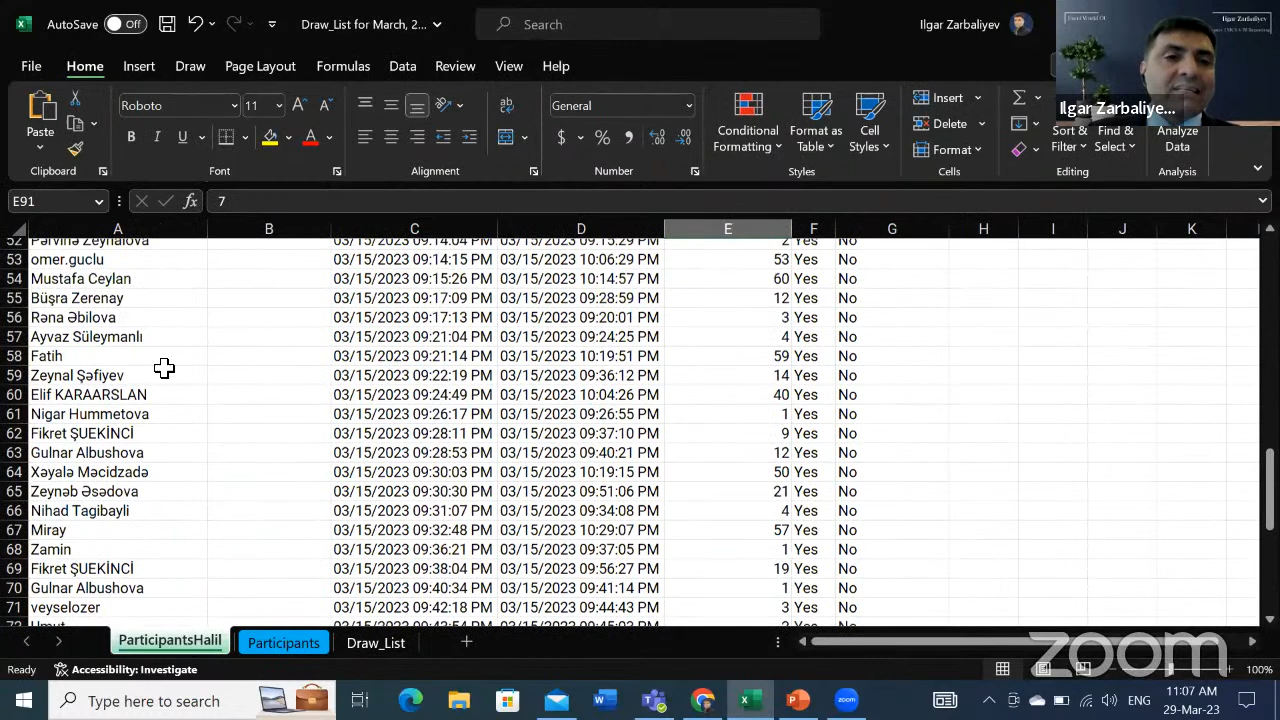 AutoSave Off Draw_List for March, 2... Search Ilgar Zarbaliyev
Ilgar Zarbaliye...
File Home Insert Draw Page Layout Formulas Data Review View Help
Paste Roboto 11 General Conditional Formatting Format as Table Cell Styles Insert Delete Format Sort & Filter Find & Select Analyze Data
Clipboard Font Alignment Number Styles Cells Editing Analysis
E91 fx 7
A B C D E F G H I J K
52 Pərvinə Zeynalova 03/15/2023 09:14:04 PM 03/15/2023 09:15:29 PM 2 Yes No
53 omer.guclu 03/15/2023 09:14:15 PM 03/15/2023 10:06:29 PM 53 Yes No
54 Mustafa Ceylan 03/15/2023 09:15:26 PM 03/15/2023 10:14:57 PM 60 Yes No
55 Büşra Zerenay 03/15/2023 09:17:09 PM 03/15/2023 09:28:59 PM 12 Yes No
56 Rəna Əbilova 03/15/2023 09:17:13 PM 03/15/2023 09:20:01 PM 3 Yes No
57 Ayvaz Süleymanlı 03/15/2023 09:21:04 PM 03/15/2023 09:24:25 PM 4 Yes No
58 Fatih 03/15/2023 09:21:14 PM 03/15/2023 10:19:51 PM 59 Yes No
59 Zeynal Şəfiyev 03/15/2023 09:22:19 PM 03/15/2023 09:36:12 PM 14 Yes No
60 Elif KARAARSLAN 03/15/2023 09:24:49 PM 03/15/2023 10:04:26 PM 40 Yes No
61 Nigar Hummetova 03/15/2023 09:26:17 PM 03/15/2023 09:26:55 PM 1 Yes No
62 Fikret ŞUEKİNCİ 03/15/2023 09:28:11 PM 03/15/2023 09:37:10 PM 9 Yes No
63 Gulnar Albushova 03/15/2023 09:28:53 PM 03/15/2023 09:40:21 PM 12 Yes No
64 Xəyalə Məcidzadə 03/15/2023 09:30:03 PM 03/15/2023 10:19:15 PM 50 Yes No
65 Zeynəb Əsədova 03/15/2023 09:30:30 PM 03/15/2023 09:51:06 PM 21 Yes No
66 Nihad Tagibayli 03/15/2023 09:31:07 PM 03/15/2023 09:34:08 PM 4 Yes No
67 Miray 03/15/2023 09:32:48 PM 03/15/2023 10:29:07 PM 57 Yes No
68 Zamin 03/15/2023 09:36:21 PM 03/15/2023 09:37:05 PM 1 Yes No
69 Fikret ŞUEKİNCİ 03/15/2023 09:38:04 PM 03/15/2023 09:56:27 PM 19 Yes No
70 Gulnar Albushova 03/15/2023 09:40:34 PM 03/15/2023 09:41:14 PM 1 Yes No
71 veyselozer 03/15/2023 09:42:18 PM 03/15/2023 09:44:43 PM 3 Yes No
ParticipantsHalil Participants Draw_List
zoom
Ready Accessibility: Investigate 100%
Type here to search ENG 11:07 AM
29-Mar-23